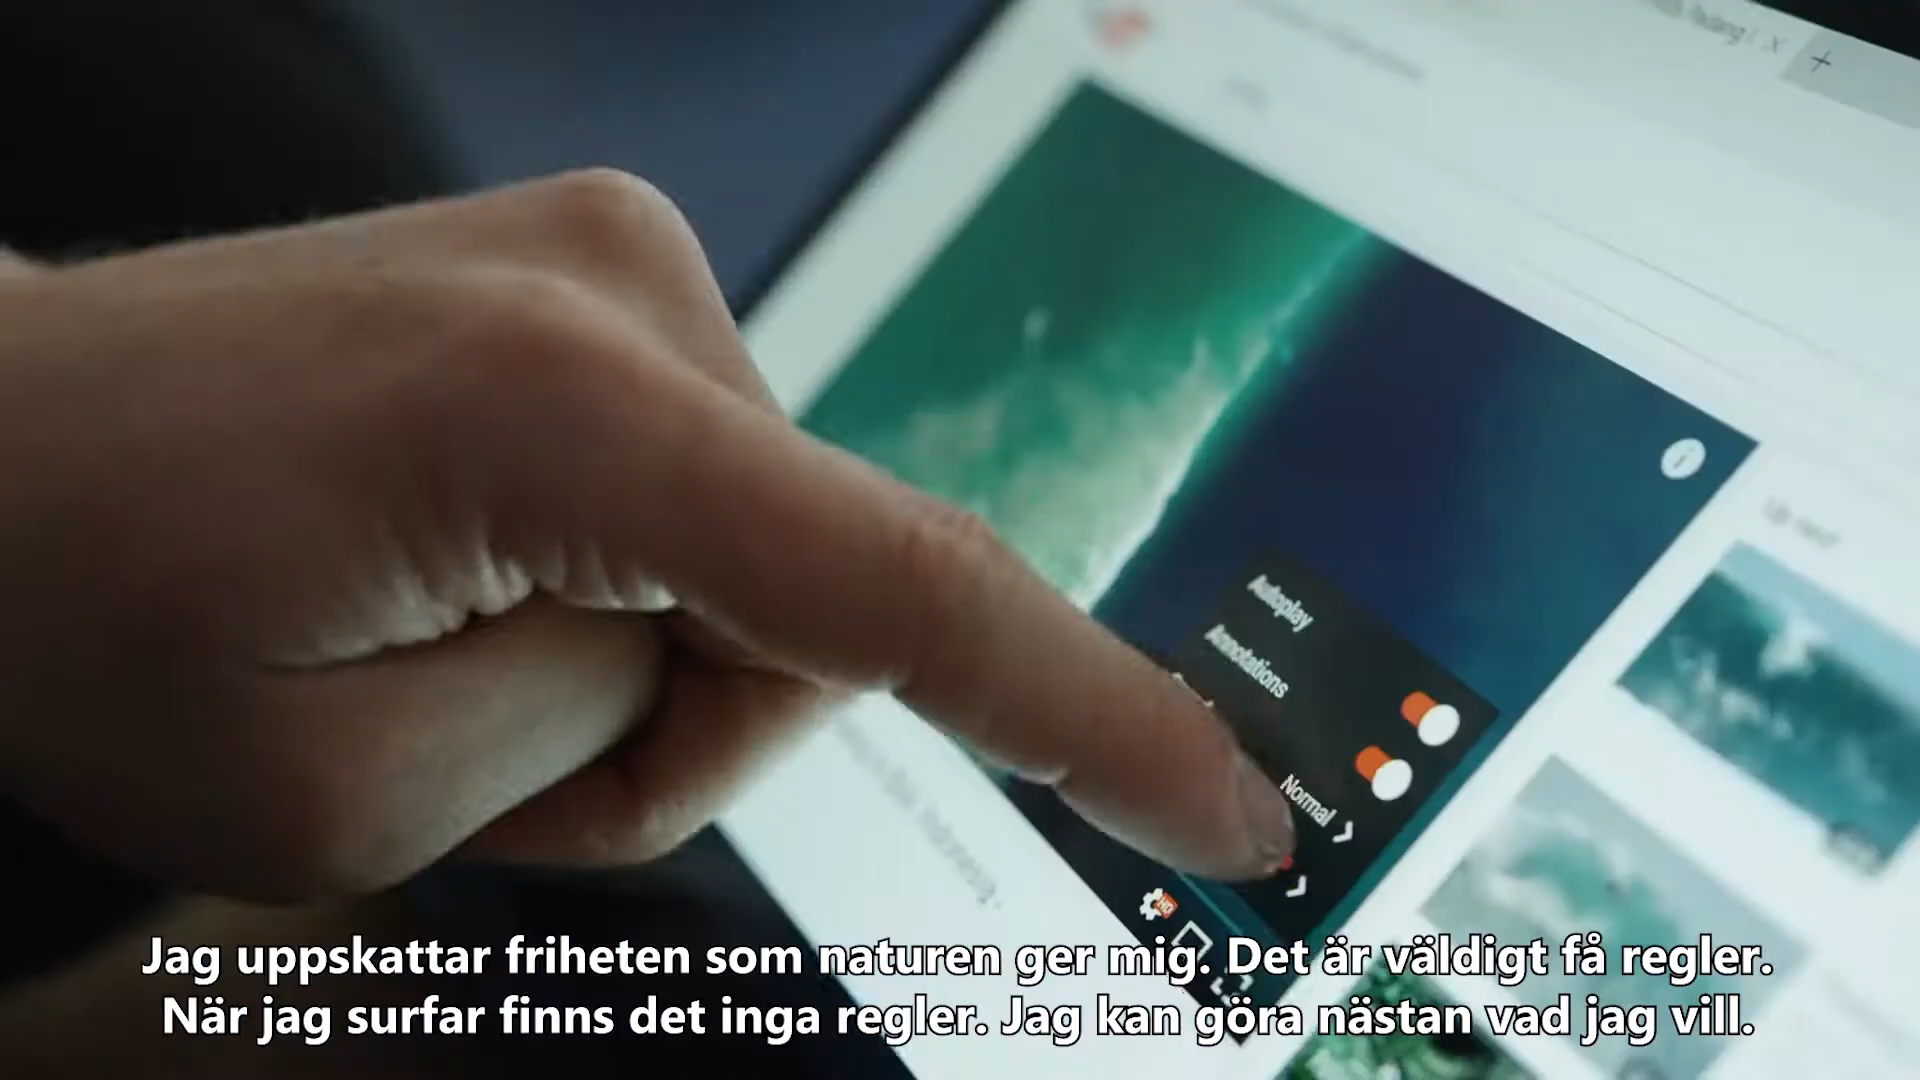 Autoplay
Annotations
Normal
HD
Jag uppskattar friheten som naturen ger mig. Det är väldigt få regler.
När jag surfar finns det inga regler. Jag kan göra nästan vad jag vill.